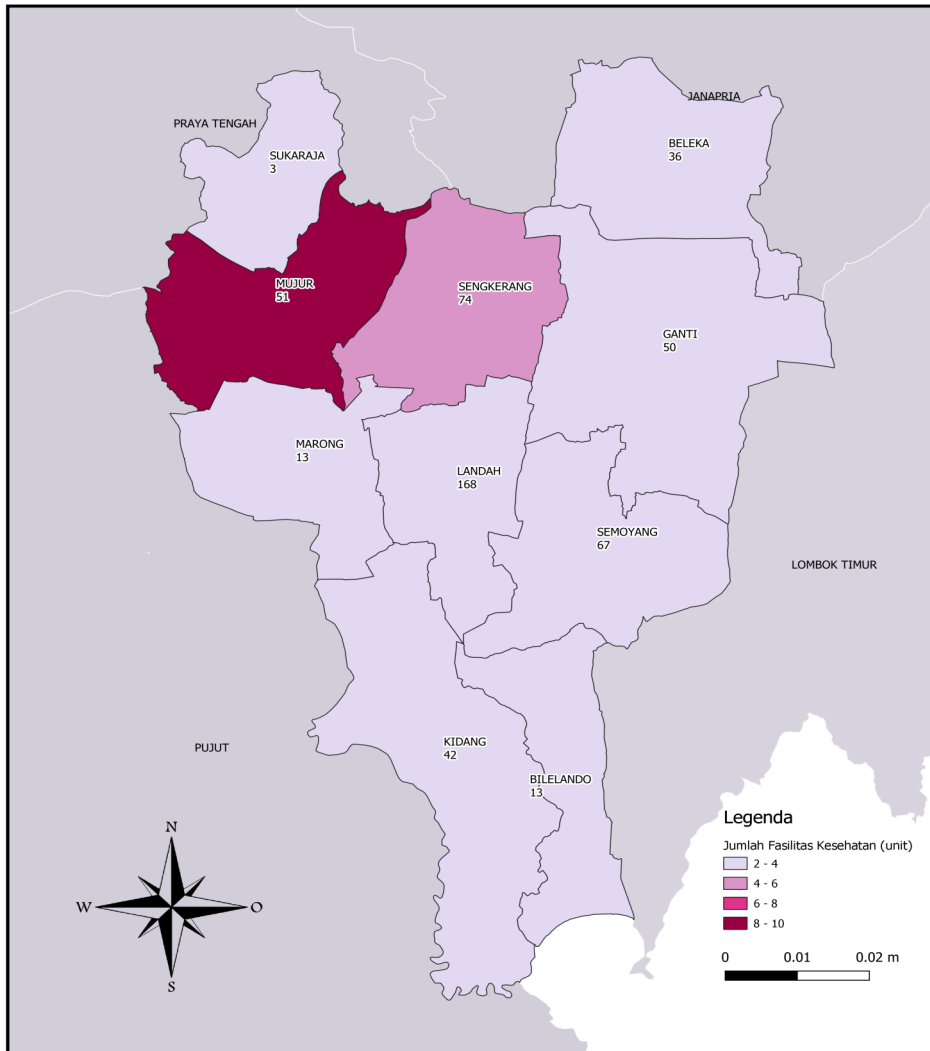 JANAPRIA
PRAYA TENGAH
BELEKA
36
SUKARAJA
3
MUJUR
51
SENGKERANG
74
GANTI
50
MARONG
13
LANDAH
168
SEMOYANG
67
LOMBOK TIMUR
KIDANG
42
PUJUT
BILELANDO
13
N
W
O
S
Legenda
Jumlah Fasilitas Kesehatan (unit)
2 - 4
4 - 6
6 - 8
8 - 10
0 0.01 0.02 m